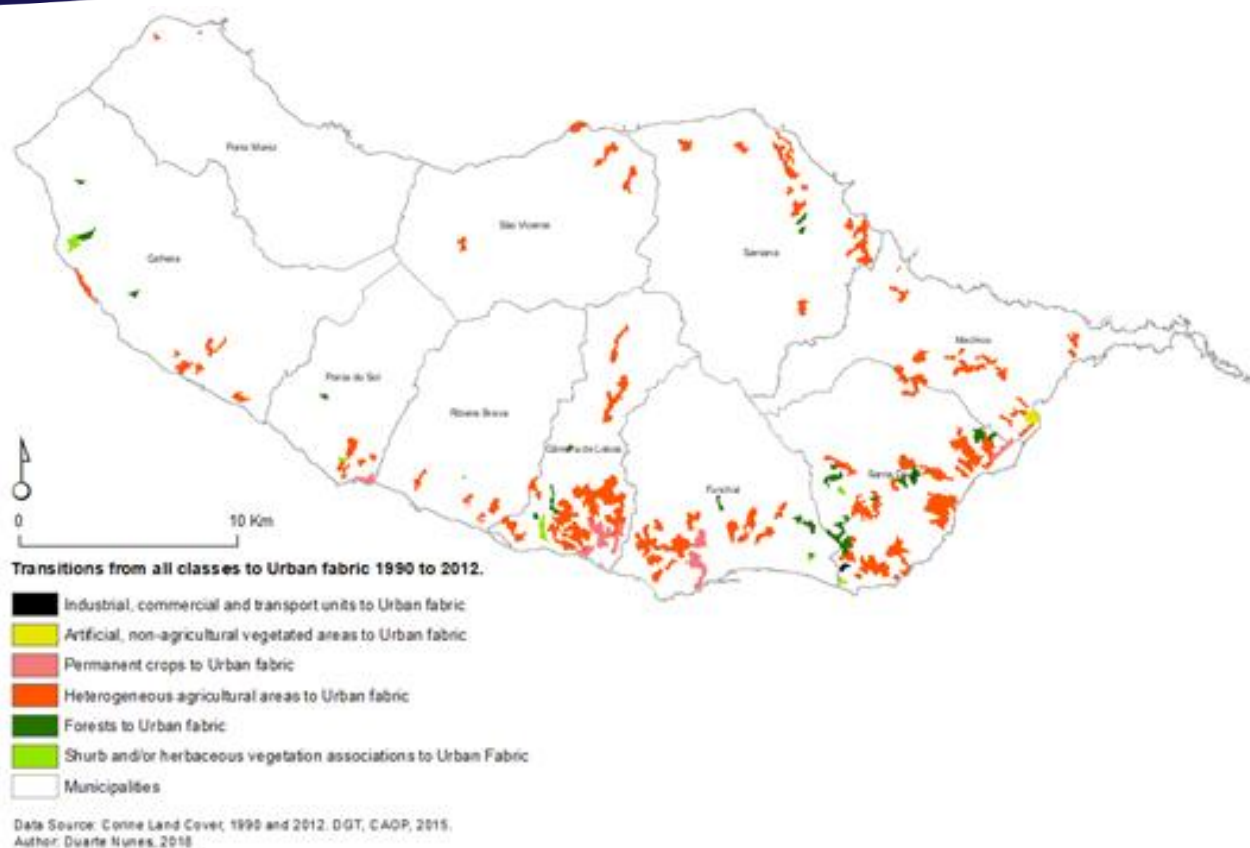 Porto Moniz
São Vicente
Santana
Calheta
Machico
Ponta do Sol
Ribeira Brava
Câmara de Lobos
Santa
Funchal
0 10 Km
Transitions from all classes to Urban fabric 1990 to 2012.
Industrial, commercial and transport units to Urban fabric
Artificial, non-agricultural vegetated areas to Urban fabric
Permanent crops to Urban fabric
Heterogeneous agricultural areas to Urban fabric
Forests to Urban fabric
Shurb and/or herbaceous vegetation associations to Urban Fabric
Municipalities
Data Source: Corine Land Cover, 1990 and 2012. DGT, CAOP, 2015.
Author: Duarte Nunes, 2018